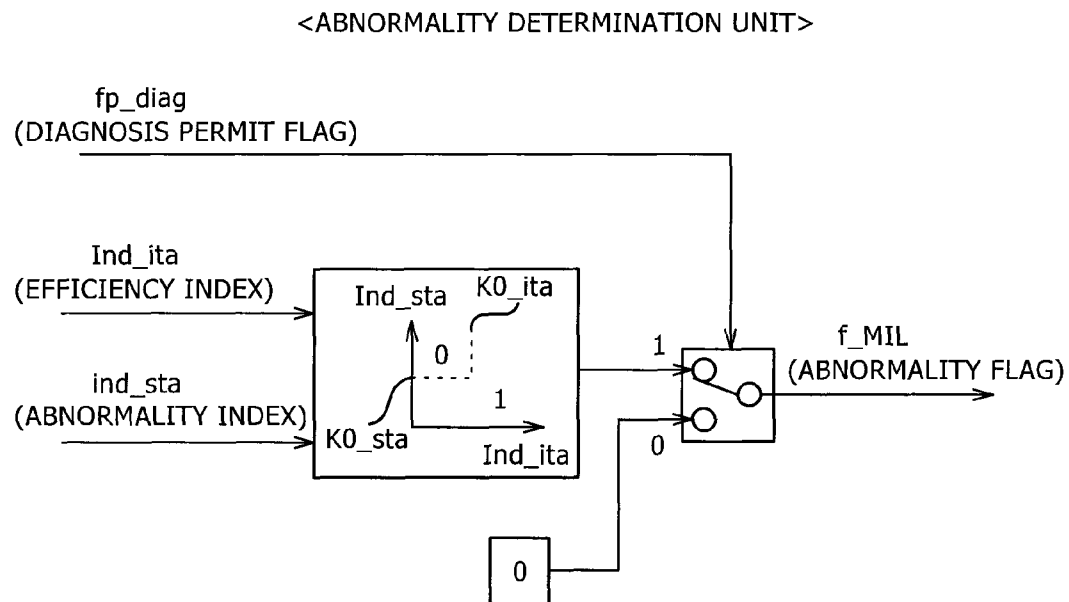 <ABNORMALITY DETERMINATION UNIT>
fp_diag
(DIAGNOSIS PERMIT FLAG)
Ind_ita
(EFFICIENCY INDEX)
ind_sta
(ABNORMALITY INDEX)
Ind_sta
K0_ita
0
1
K0_sta
Ind_ita
1
0
f_MIL
(ABNORMALITY FLAG)
0